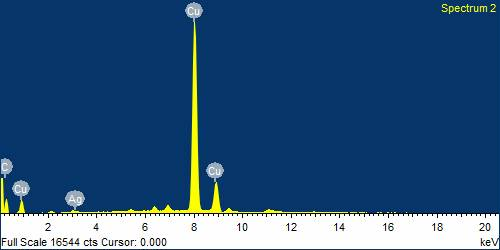 Spectrum 2
Cu
C
Cu
Ag
Cu
2 4 6 8 10 12 14 16 18 20
Full Scale 16544 cts Cursor: 0.000 keV